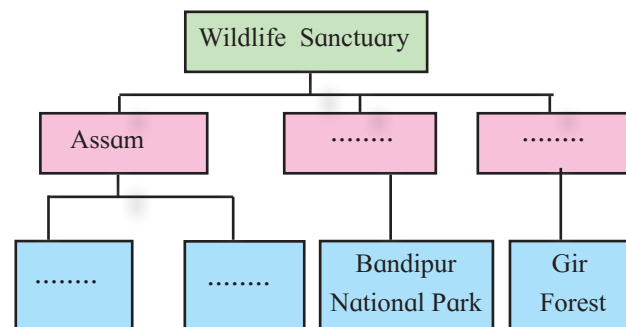 Wildlife Sanctuary
Assam
........
........
........
........
Bandipur
National Park
Gir
Forest